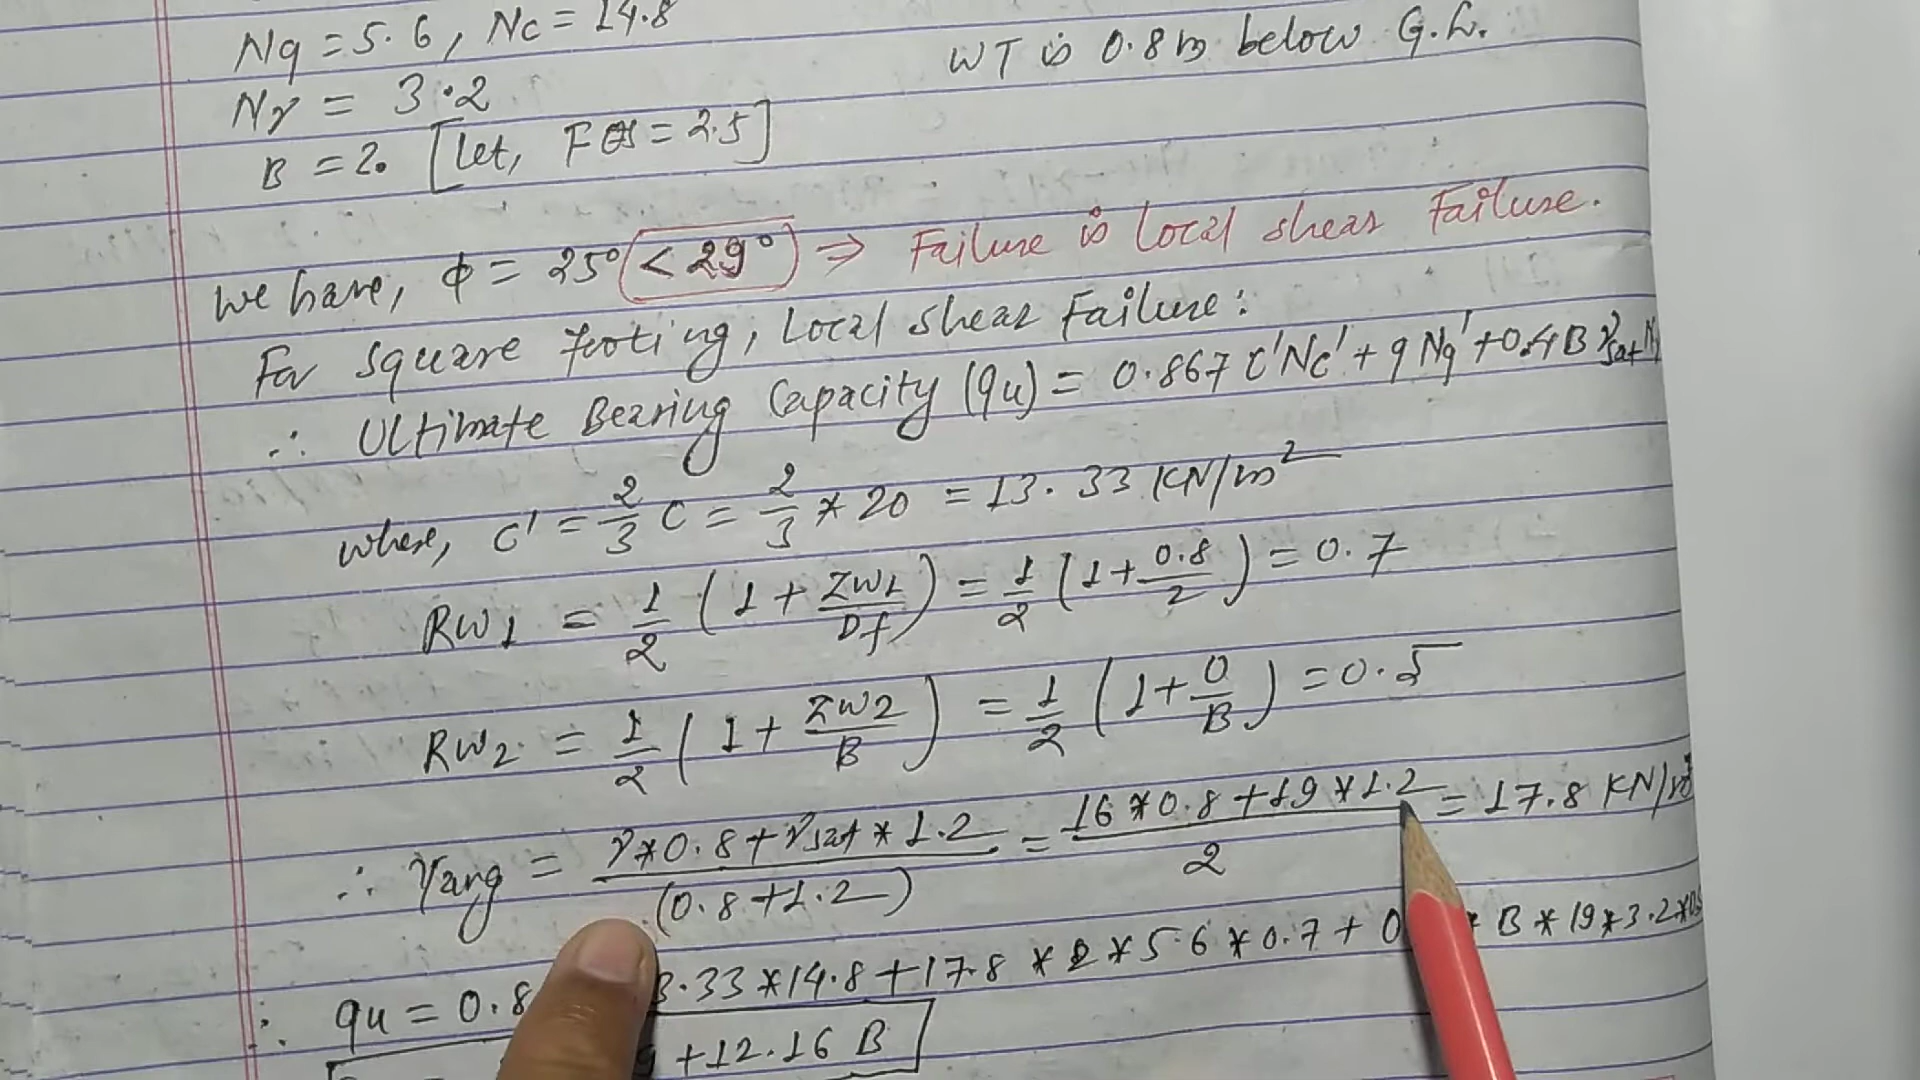 Nq = 5.6, Nc = 14.8
WT is 0.8m below G.L.
Nγ = 3.2
B = 2. [let, FOS = 2.5]
We have, φ = 25° < 29° ⇒ Failure is local shear Failure.
For square footing, Local shear Failure:
∴ Ultimate Bearing Capacity (qu) = 0.867 C'Nc' + qNq' + 0.4 B γsat N
where, c' = 2/3 C = 2/3 * 20 = 13.33 KN/m²
RW1 = 1/2 (1 + ZW1/Df) = 1/2 (1 + 0.8/2) = 0.7
RW2 = 1/2 (1 + ZW2/B) = 1/2 (1 + 0/B) = 0.5
∴ γavg = γ*0.8 + γsat * 1.2 / (0.8 + 1.2) = 16*0.8 + 19*1.2 / 2 = 17.8 KN/m³
∴ qu = 0.8 3.33*14.8 + 17.8 * 2 * 5.6 * 0.7 + 0 * B * 19 * 3.2 * 0.5
+ 12.16 B